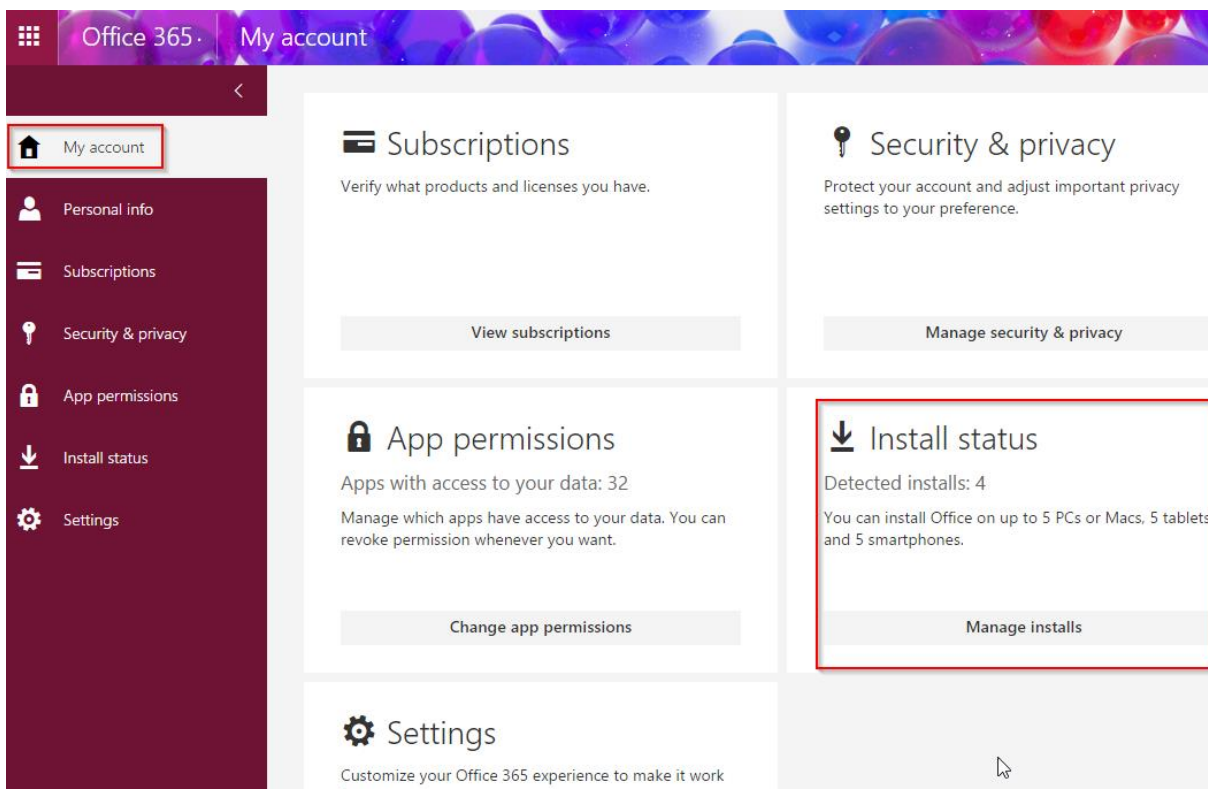 Office 365
My account
My account
Personal info
Subscriptions
Security & privacy
App permissions
Install status
Settings
Subscriptions
Verify what products and licenses you have.
View subscriptions
Security & privacy
Protect your account and adjust important privacy
settings to your preference.
Manage security & privacy
App permissions
Apps with access to your data: 32
Manage which apps have access to your data. You can
revoke permission whenever you want.
Change app permissions
Install status
Detected installs: 4
You can install Office on up to 5 PCs or Macs, 5 tablets
and 5 smartphones.
Manage installs
Settings
Customize your Office 365 experience to make it work